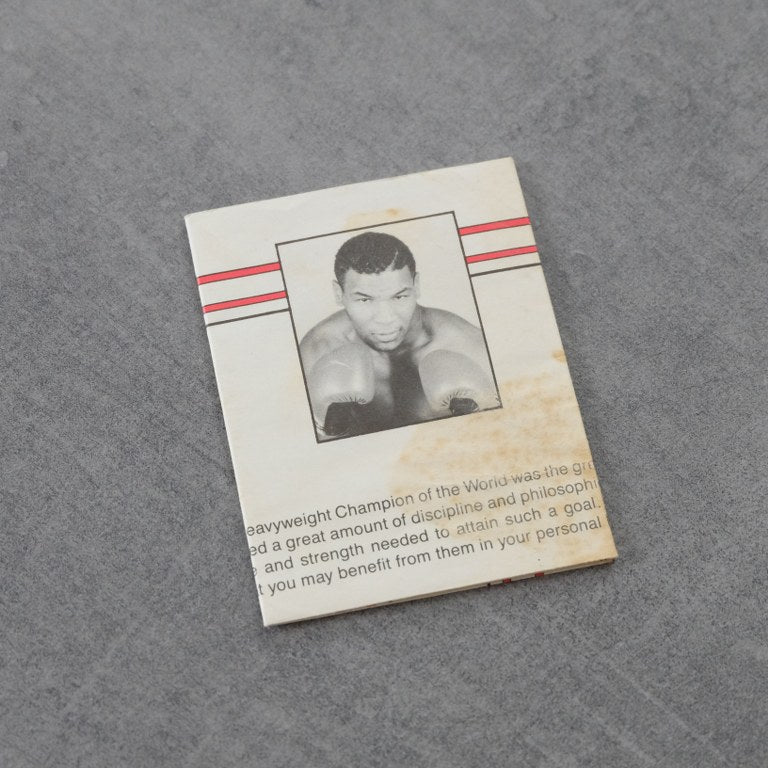 eavyweight Champion of the World was the gre
ed a great amount of discipline and philosophi
and strength needed to attain such a goal.
t you may benefit from them in your personal